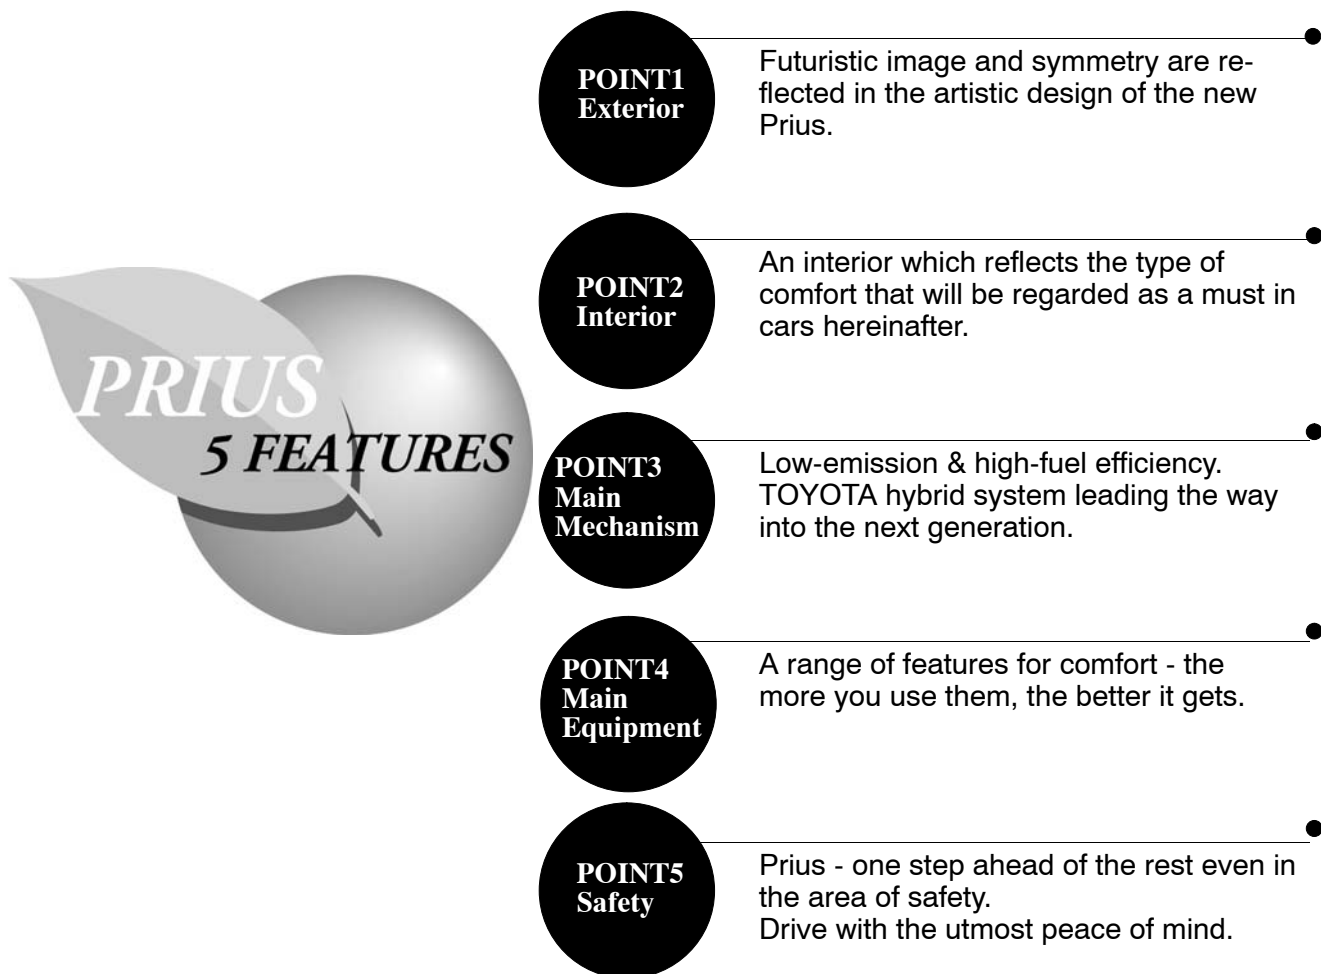 PRIUS
5 FEATURES
POINT1
Exterior
Futuristic image and symmetry are re-
flected in the artistic design of the new
Prius.
POINT2
Interior
An interior which reflects the type of
comfort that will be regarded as a must in
cars hereinafter.
POINT3
Main
Mechanism
Low-emission & high-fuel efficiency.
TOYOTA hybrid system leading the way
into the next generation.
POINT4
Main
Equipment
A range of features for comfort - the
more you use them, the better it gets.
POINT5
Safety
Prius - one step ahead of the rest even in
the area of safety.
Drive with the utmost peace of mind.